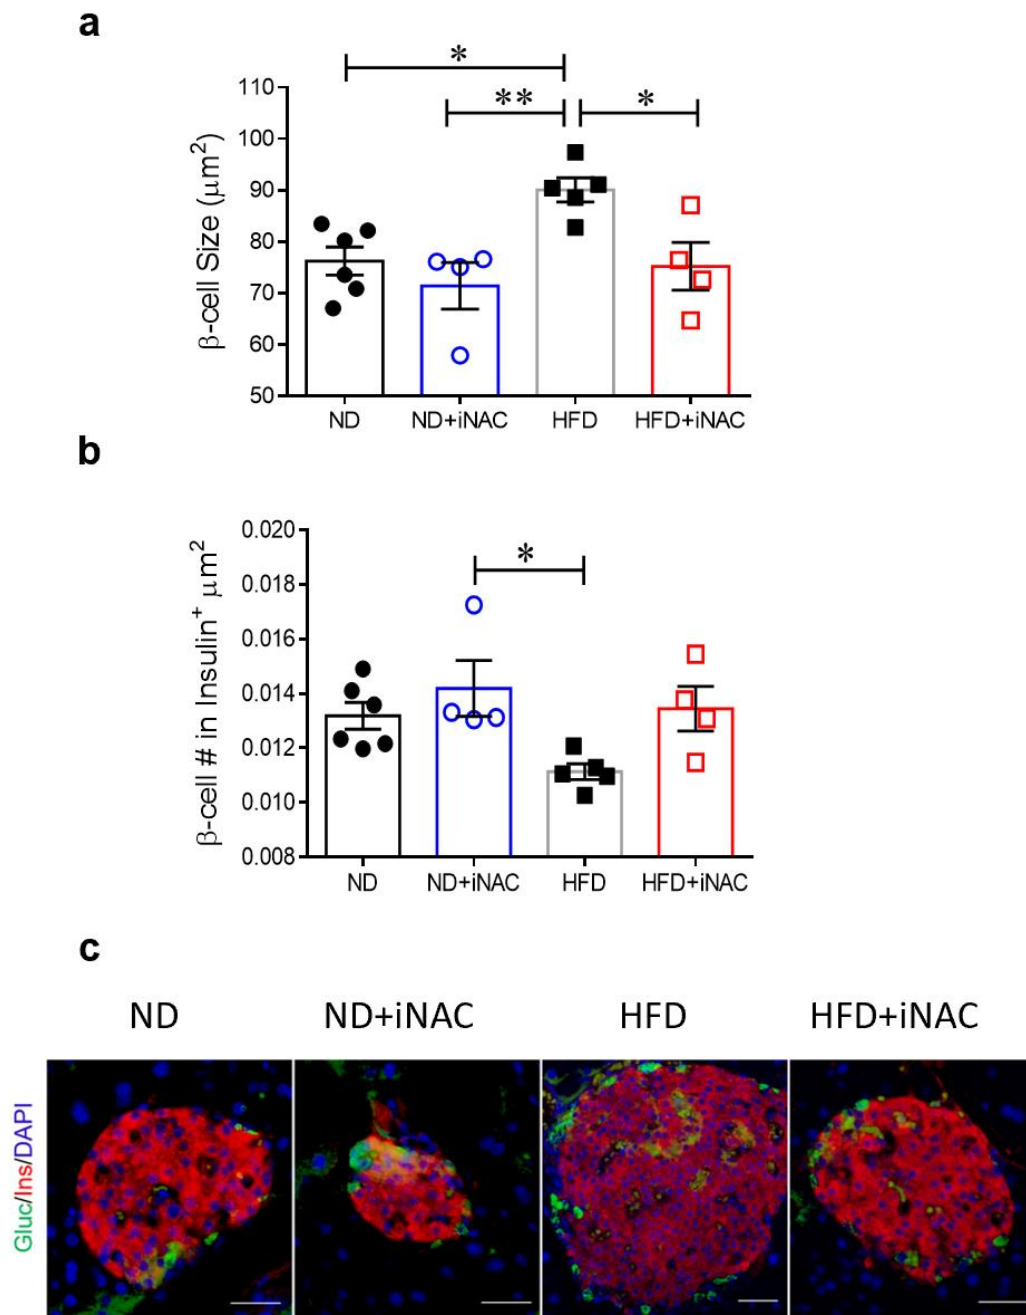 a
*
** *
β-cell Size (μm²)
110
100
90
80
70
60
50
ND ND+iNAC HFD HFD+iNAC
b
*
β-cell # in Insulin⁺ μm²
0.020
0.018
0.016
0.014
0.012
0.010
0.008
ND ND+iNAC HFD HFD+iNAC
c
ND ND+iNAC HFD HFD+iNAC
Gluc/Ins/DAPI